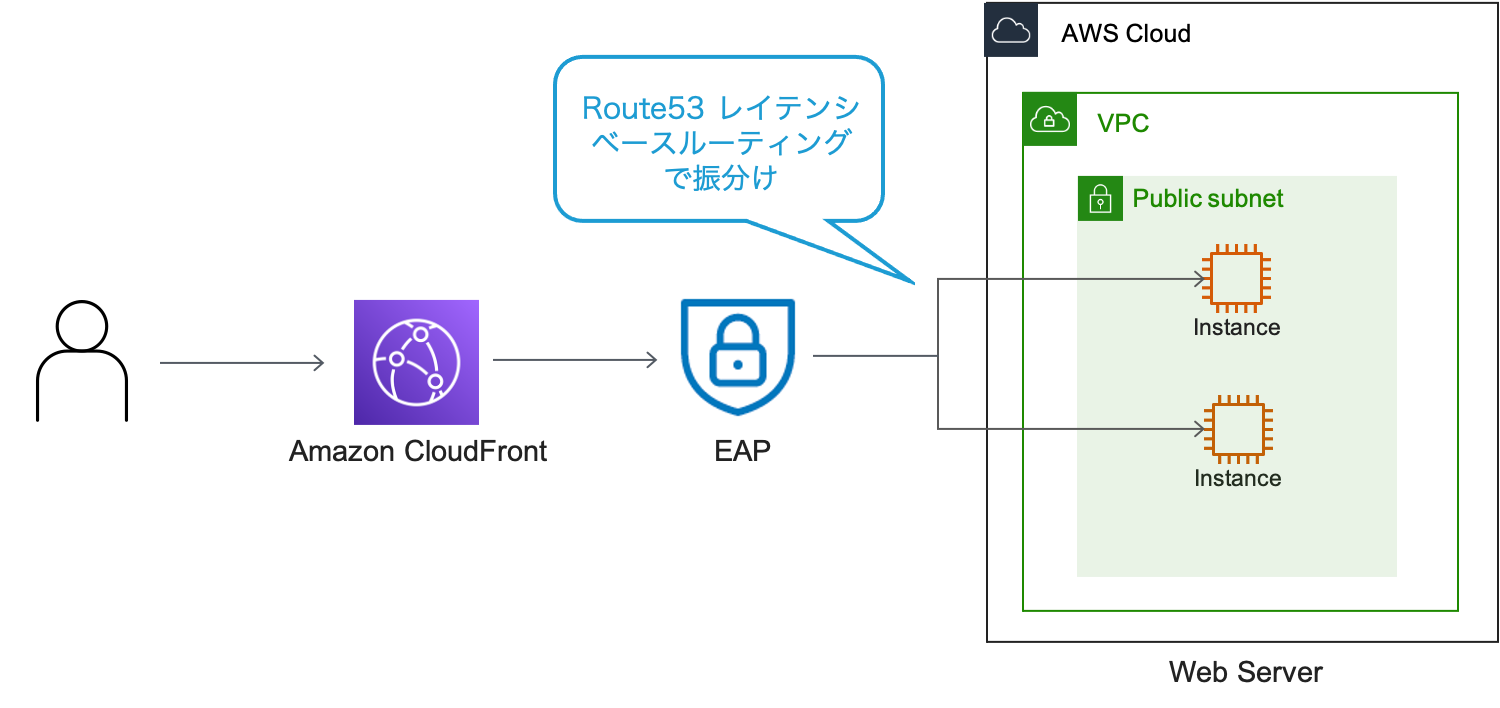 AWS Cloud
Route53 レイテンシ
ベースルーティング
で振分け
VPC
Public subnet
Instance
Amazon CloudFront
EAP
Instance
Web Server